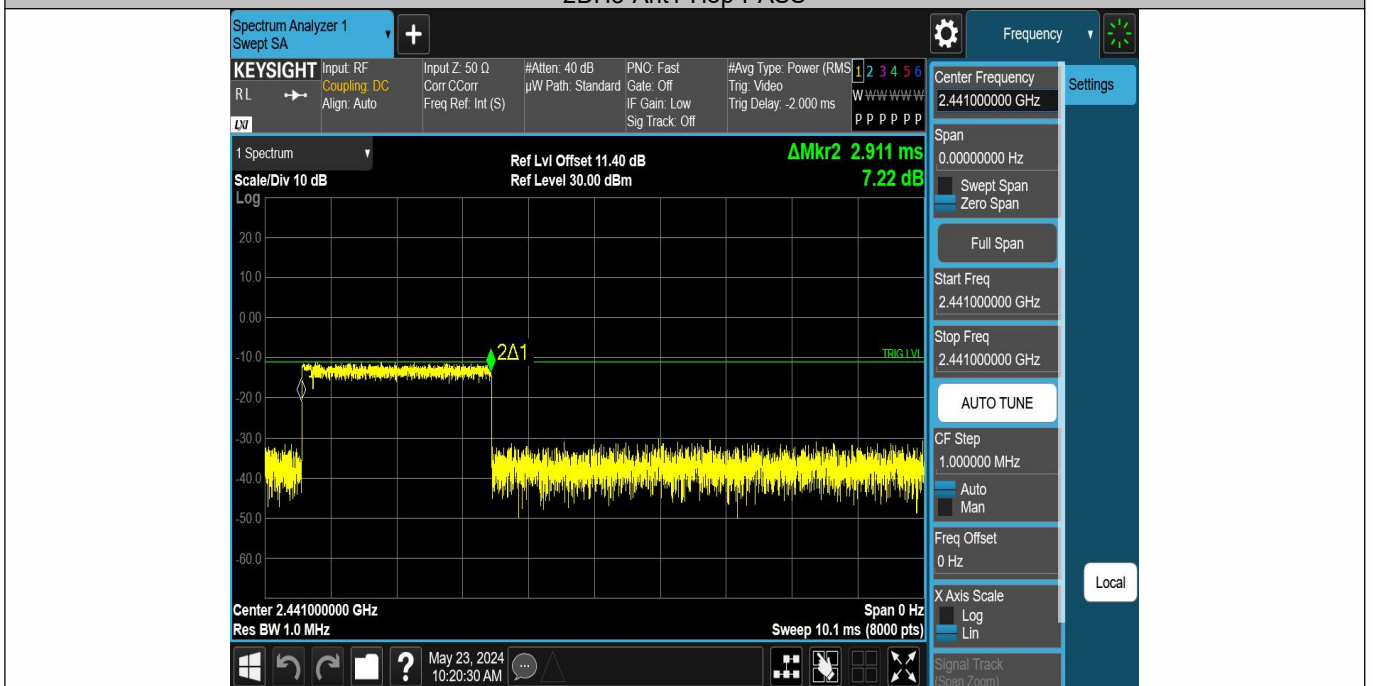 2DH5-Ant1-Hop-PASS
Spectrum Analyzer 1
Swept SA
+
Frequency
KEYSIGHT
RL
LXI
Input: RF
Coupling: DC
Align: Auto
Input Z: 50 Ω
Corr CCorr
Freq Ref: Int (S)
#Atten: 40 dB
µW Path: Standard
PNO: Fast
Gate: Off
IF Gain: Low
Sig Track: Off
#Avg Type: Power (RMS
Trig: Video
Trig Delay: -2.000 ms
1 2 3 4 5 6
W W W W W W
P P P P P P
1 Spectrum
Scale/Div 10 dB
Log
Ref Lvl Offset 11.40 dB
Ref Level 30.00 dBm
ΔMkr2 2.911 ms
7.22 dB
20.0
10.0
0.00
-10.0
-20.0
-30.0
-40.0
-50.0
-60.0
2Δ1
TRIG LVL
Center 2.441000000 GHz
Res BW 1.0 MHz
Span 0 Hz
Sweep 10.1 ms (8000 pts)
Center Frequency
2.441000000 GHz
Settings
Span
0.00000000 Hz
Swept Span
Zero Span
Full Span
Start Freq
2.441000000 GHz
Stop Freq
2.441000000 GHz
AUTO TUNE
CF Step
1.000000 MHz
Auto
Man
Freq Offset
0 Hz
X Axis Scale
Log
Lin
Signal Track
(Span Zoom)
Local
?
May 23, 2024
10:20:30 AM